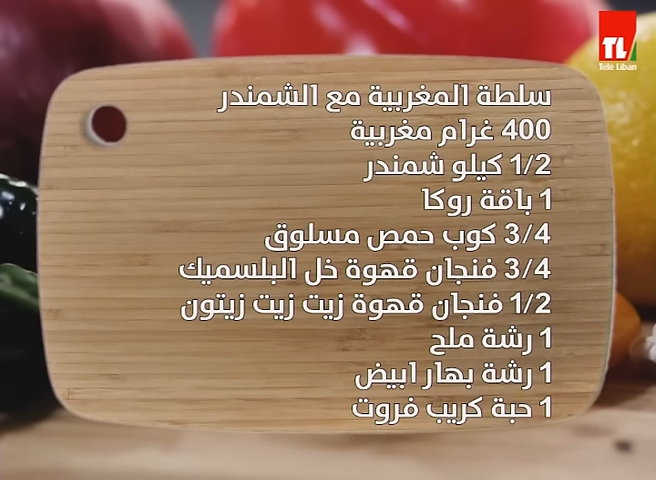 TL
Télé Liban
سلطة المغربية مع الشمندر
400 غرام مغربية
1/2 كيلو شمندر
1 باقة روكا
3/4 كوب حمص مسلوق
3/4 فنجان قهوة خل البلسميك
1/2 فنجان قهوة زيت زيت زيتون
1 رشة ملح
1 رشة بهار ابيض
1 حبة كريب فروت